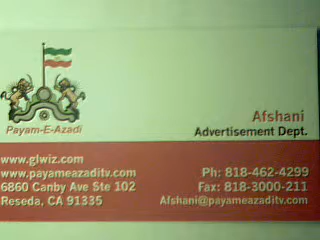 Payam-E-Azadi
Afshani
Advertisement Dept.
www.glwiz.com
www.payameazaditv.com
6860 Canby Ave Ste 102
Reseda, CA 91335
Ph: 818-462-4299
Fax: 818-3000-211
Afshani@payameazaditv.com